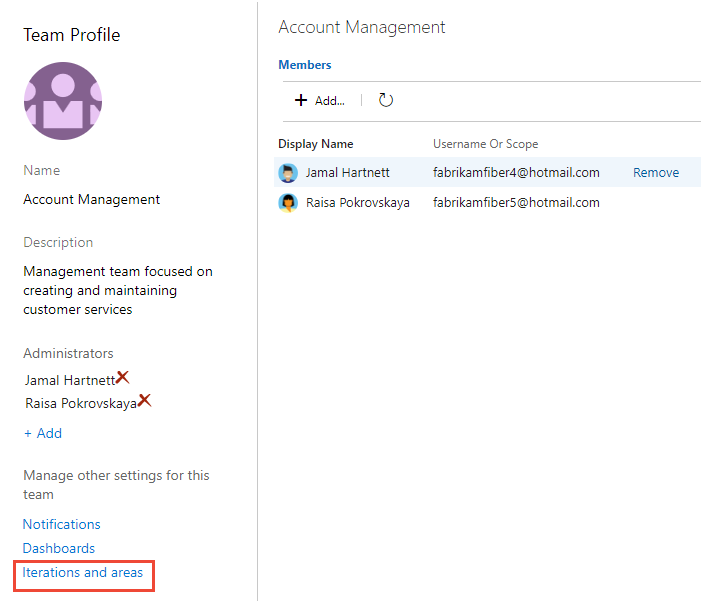 Team Profile
Name
Account Management
Description
Management team focused on
creating and maintaining
customer services
Administrators
Jamal Hartnett
Raisa Pokrovskaya
+ Add
Manage other settings for this
team
Notifications
Dashboards
Iterations and areas
Account Management
Members
+ Add...
Display Name Username Or Scope
Jamal Hartnett fabrikamfiber4@hotmail.com Remove
Raisa Pokrovskaya fabrikamfiber5@hotmail.com